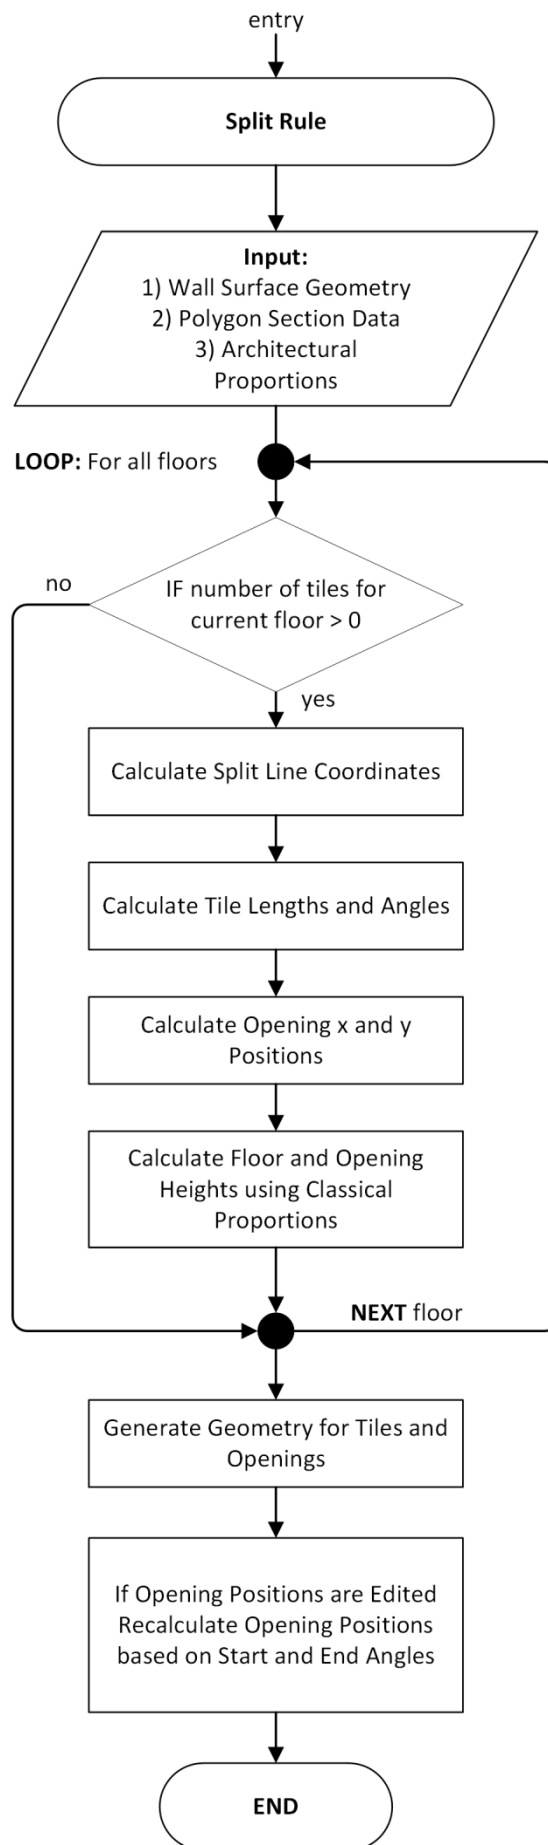 entry
Split Rule
Input:
1) Wall Surface Geometry
2) Polygon Section Data
3) Architectural
Proportions
LOOP: For all floors
no
IF number of tiles for
current floor > 0
yes
Calculate Split Line Coordinates
Calculate Tile Lengths and Angles
Calculate Opening x and y
Positions
Calculate Floor and Opening
Heights using Classical
Proportions
NEXT floor
Generate Geometry for Tiles and
Openings
If Opening Positions are Edited
Recalculate Opening Positions
based on Start and End Angles
END